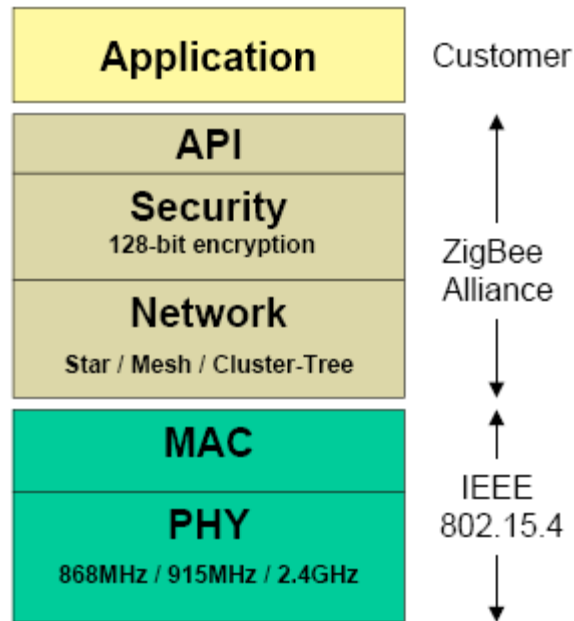 Application
Customer
API
Security
128-bit encryption
ZigBee
Alliance
Network
Star / Mesh / Cluster-Tree
MAC
IEEE
802.15.4
PHY
868MHz / 915MHz / 2.4GHz